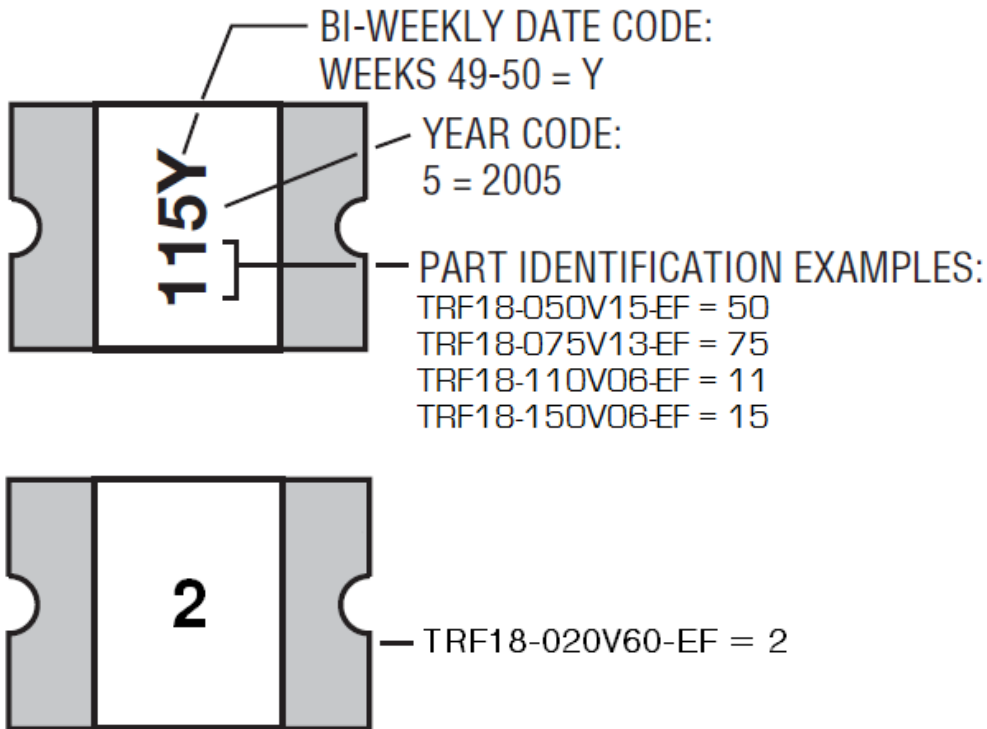 BI-WEEKLY DATE CODE:
WEEKS 49-50 = Y
115Y
YEAR CODE:
5 = 2005
PART IDENTIFICATION EXAMPLES:
TRF18-050V15-EF = 50
TRF18-075V13-EF = 75
TRF18-110V06-EF = 11
TRF18-150V06-EF = 15
2
TRF18-020V60-EF = 2